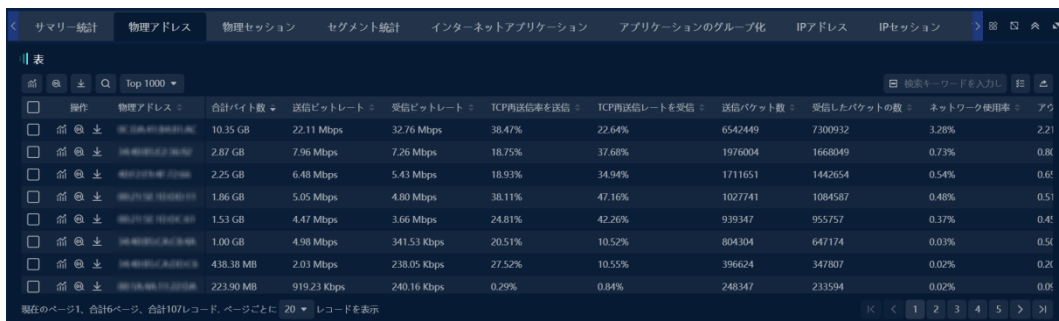 サマリー統計 物理アドレス 物理セッション セグメント統計 インターネットアプリケーション アプリケーションのグループ化 IPアドレス IPセッション
表
Top 1000 検索キーワードを入力し
操作 物理アドレス 合計バイト数 送信ビットレート 受信ビットレート TCP再送信率を送信 TCP再送信レートを受信 送信パケット数 受信したパケットの数 ネットワーク使用率
10.35 GB 22.11 Mbps 32.76 Mbps 38.47% 22.64% 6542449 7300932 3.28% 2.21
2.87 GB 7.96 Mbps 7.26 Mbps 18.75% 37.68% 1976004 1668049 0.73%
2.25 GB 6.48 Mbps 5.43 Mbps 18.93% 34.94% 1711651 1442654 0.54%
1.86 GB 5.05 Mbps 4.80 Mbps 38.11% 47.16% 1027741 1084587 0.48%
1.53 GB 4.47 Mbps 3.66 Mbps 24.81% 42.26% 939347 955757 0.37%
1.00 GB 4.98 Mbps 341.53 Kbps 20.51% 10.52% 804304 647174 0.03%
438.38 MB 2.03 Mbps 238.05 Kbps 27.52% 10.55% 396624 347807 0.02%
223.90 MB 919.23 Kbps 240.16 Kbps 0.29% 0.84% 248347 233594 0.02%
現在のページ1、合計6ページ、合計107レコード. ページごとに 20 レコードを表示 1 2 3 4 5